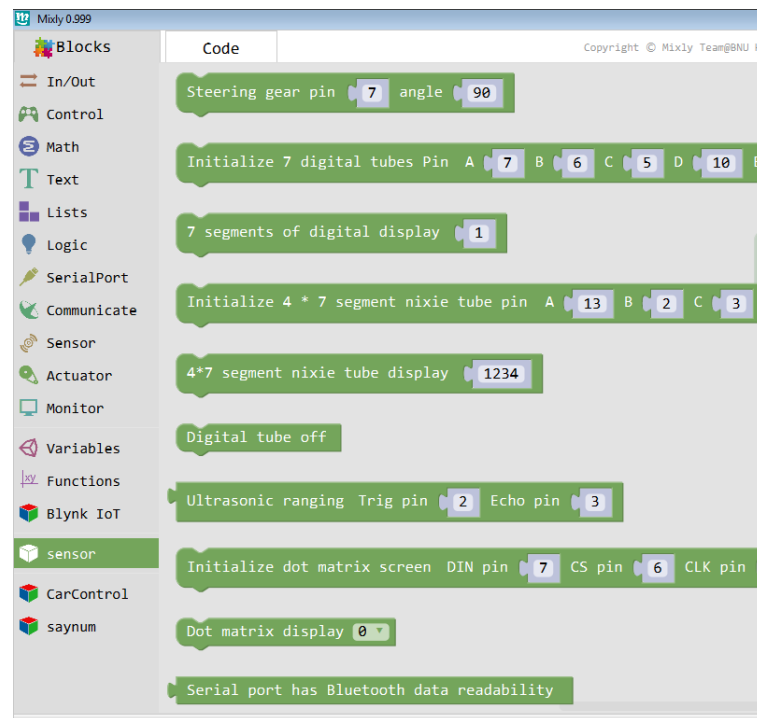 Mixly 0.999
Blocks
Code
Copyright © Mixly Team@BNU
In/Out
Control
Math
Text
Lists
Logic
SerialPort
Communicate
Sensor
Actuator
Monitor
Variables
xy
Functions
Blynk IoT
sensor
CarControl
saynum
Steering gear pin 7 angle 90
Initialize 7 digital tubes Pin A 7 B 6 C 5 D 10
7 segments of digital display 1
Initialize 4 * 7 segment nixie tube pin A 13 B 2 C 3
4*7 segment nixie tube display 1234
Digital tube off
Ultrasonic ranging Trig pin 2 Echo pin 3
Initialize dot matrix screen DIN pin 7 CS pin 6 CLK pin
Dot matrix display 0
Serial port has Bluetooth data readability